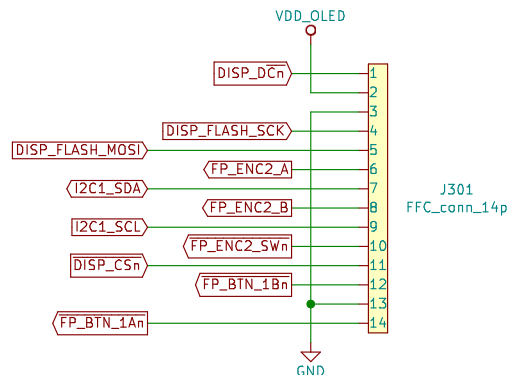 VDD_OLED
DISP_DCn 1
2
3
DISP_FLASH_SCK 4
DISP_FLASH_MOSI 5
FP_ENC2_A 6
I2C1_SDA 7
FP_ENC2_B 8
I2C1_SCL 9
FP_ENC2_SWn 10
DISP_CSn 11
FP_BTN_1Bn 12
13
FP_BTN_1An 14
J301
FFC_conn_14p
GND